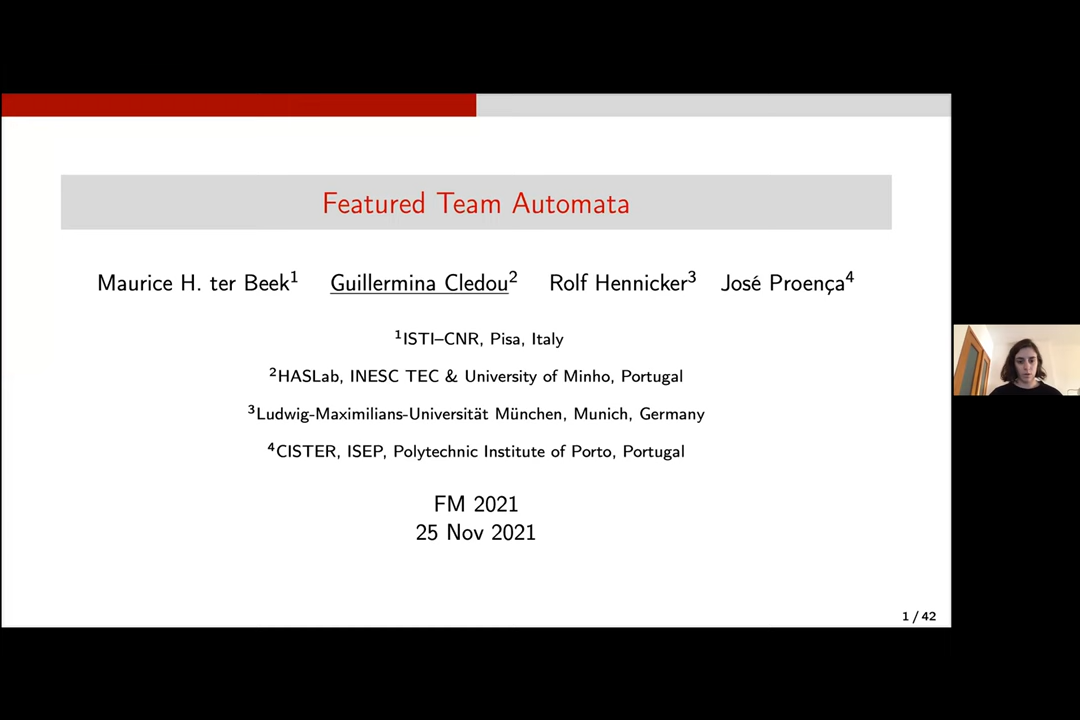 Featured Team Automata
Maurice H. ter Beek¹ Guillermina Cledou² Rolf Hennicker³ José Proença⁴
¹ISTI–CNR, Pisa, Italy
²HASLab, INESC TEC & University of Minho, Portugal
³Ludwig-Maximilians-Universität München, Munich, Germany
⁴CISTER, ISEP, Polytechnic Institute of Porto, Portugal
FM 2021
25 Nov 2021
1 / 42